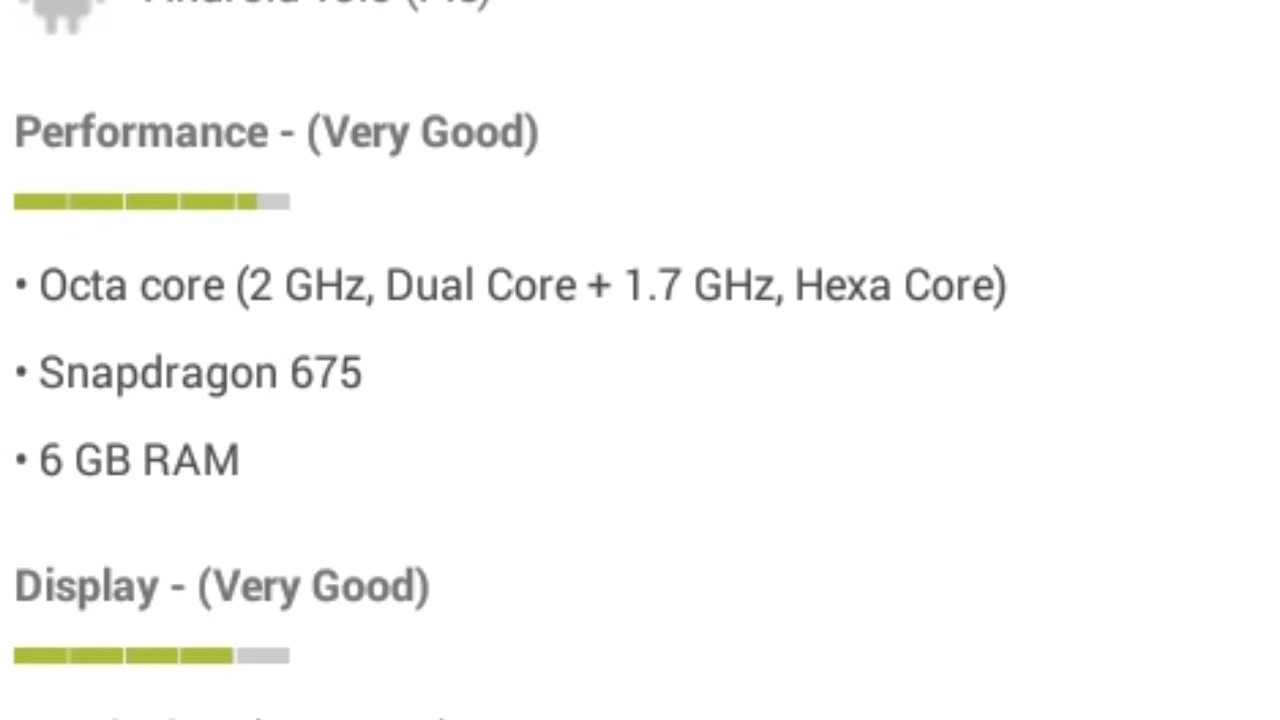 Performance - (Very Good)
• Octa core (2 GHz, Dual Core + 1.7 GHz, Hexa Core)
• Snapdragon 675
• 6 GB RAM
Display - (Very Good)